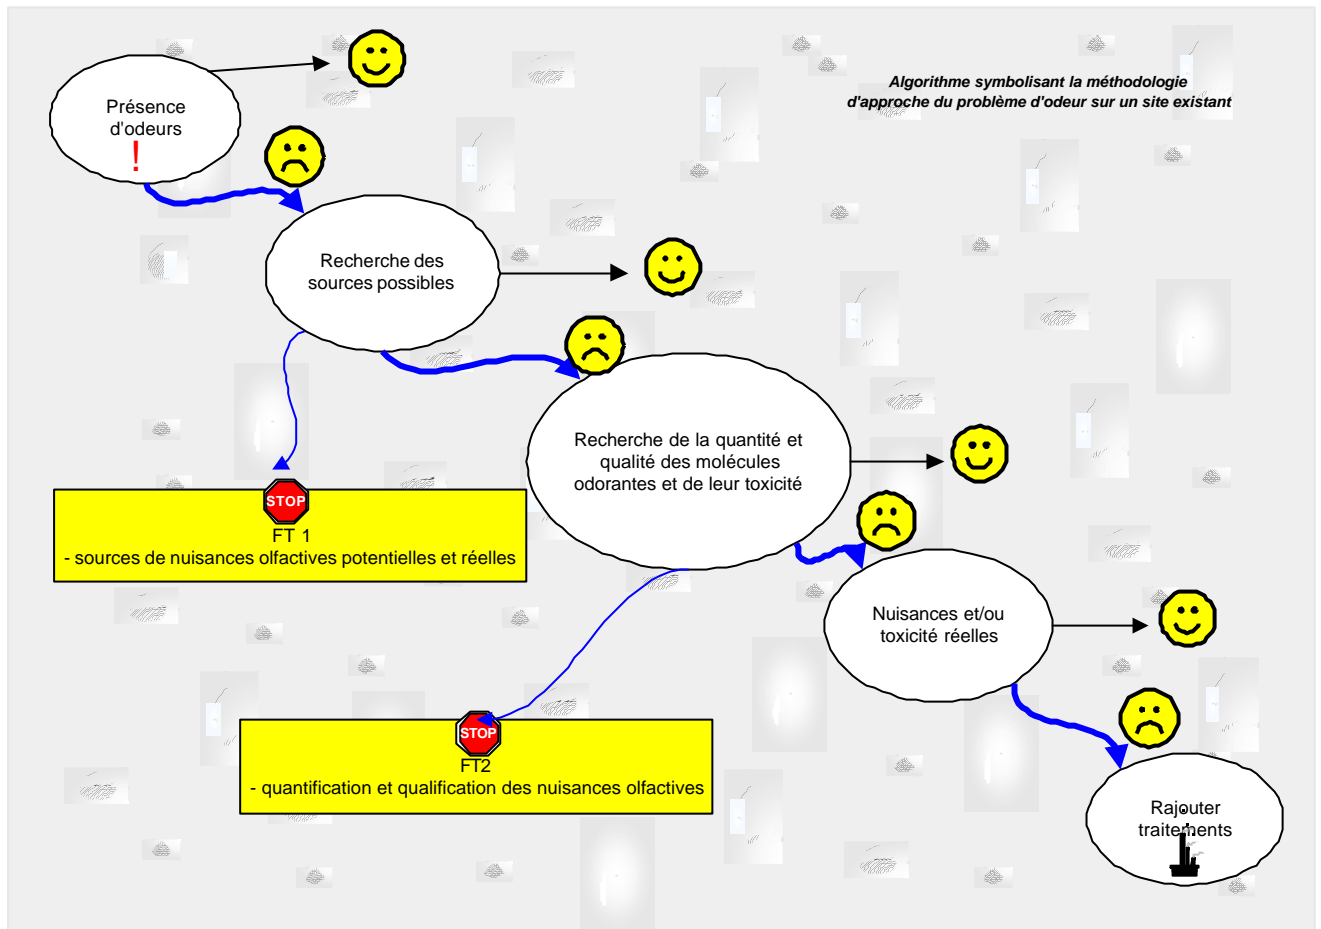 Algorithme symbolisant la méthodologie
d'approche du problème d'odeur sur un site existant
Présence
d'odeurs
!
Recherche des
sources possibles
Recherche de la quantité et
qualité des molécules
odorantes et de leur toxicité
STOP
FT 1
- sources de nuisances olfactives potentielles et réelles
Nuisances et/ou
toxicité réelles
STOP
FT2
- quantification et qualification des nuisances olfactives
Rajouter
traitements